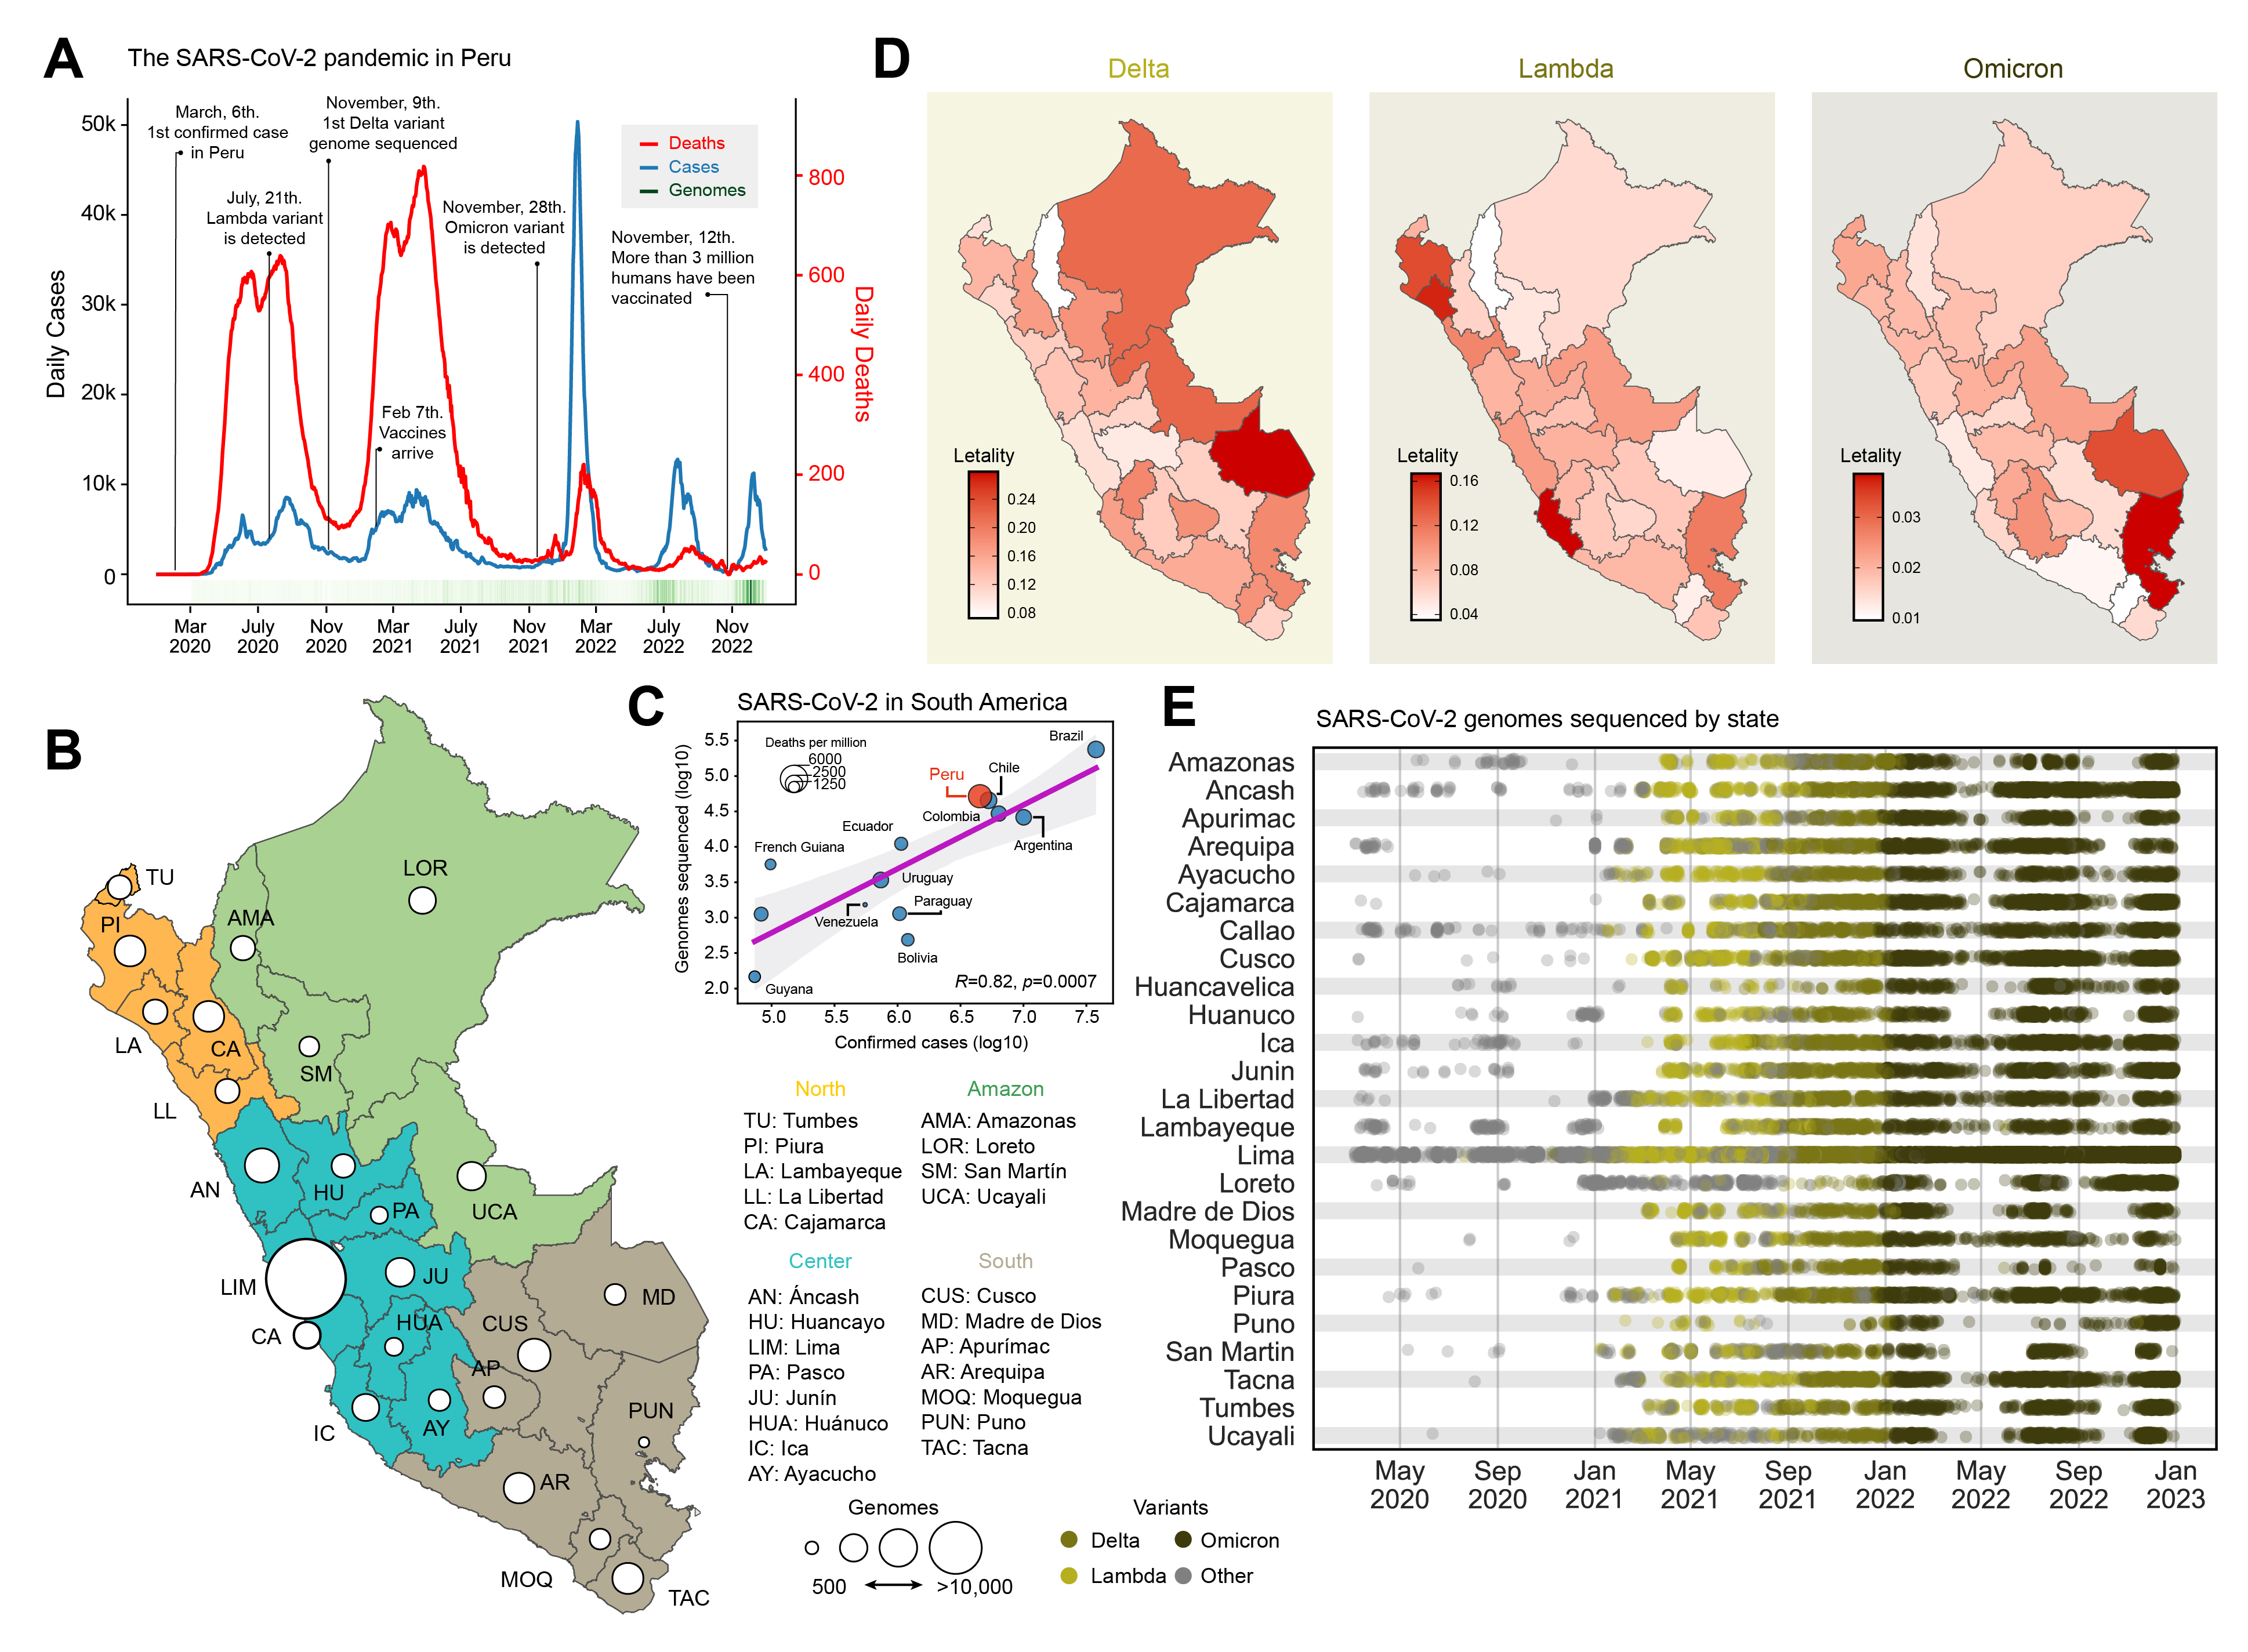 A
The SARS-CoV-2 pandemic in Peru
March, 6th.
1st confirmed case
in Peru
November, 9th.
1st Delta variant
genome sequenced
July, 21th.
Lambda variant
is detected
November, 28th.
Omicron variant
is detected
November, 12th.
More than 3 million
humans have been
vaccinated
Feb 7th.
Vaccines
arrive
Deaths
Cases
Genomes
Daily Cases
50k
40k
30k
20k
10k
0
Daily Deaths
800
600
400
200
0
Mar 2020
July 2020
Nov 2020
Mar 2021
July 2021
Nov 2021
Mar 2022
July 2022
Nov 2022
D
Delta
Lambda
Omicron
Letality
0.24
0.20
0.16
0.12
0.08
Letality
0.16
0.12
0.08
0.04
Letality
0.03
0.02
0.01
B
TU
PI
LA
CA
LL
AMA
LOR
SM
AN
HU
PA
UCA
LIM
JU
CA
HUA
CUS
MD
AP
IC
AY
PUN
AR
MOQ
TAC
C
SARS-CoV-2 in South America
Genomes sequenced (log10)
5.5
5.0
4.5
4.0
3.5
3.0
2.5
2.0
Deaths per million
6000
2500
1250
Brazil
Peru
Chile
Colombia
Argentina
Ecuador
French Guiana
Uruguay
Venezuela
Paraguay
Bolivia
Guyana
R=0.82, p=0.0007
5.0 5.5 6.0 6.5 7.0 7.5
Confirmed cases (log10)
North
TU: Tumbes
PI: Piura
LA: Lambayeque
LL: La Libertad
CA: Cajamarca
Amazon
AMA: Amazonas
LOR: Loreto
SM: San Martín
UCA: Ucayali
Center
AN: Áncash
HU: Huancayo
LIM: Lima
PA: Pasco
JU: Junín
HUA: Huánuco
IC: Ica
AY: Ayacucho
South
CUS: Cusco
MD: Madre de Dios
AP: Apurímac
AR: Arequipa
MOQ: Moquegua
PUN: Puno
TAC: Tacna
Genomes
500
>10,000
Variants
Delta
Omicron
Lambda
Other
E
SARS-CoV-2 genomes sequenced by state
Amazonas
Ancash
Apurimac
Arequipa
Ayacucho
Cajamarca
Callao
Cusco
Huancavelica
Huanuco
Ica
Junin
La Libertad
Lambayeque
Lima
Loreto
Madre de Dios
Moquegua
Pasco
Piura
Puno
San Martin
Tacna
Tumbes
Ucayali
May 2020
Sep 2020
Jan 2021
May 2021
Sep 2021
Jan 2022
May 2022
Sep 2022
Jan 2023